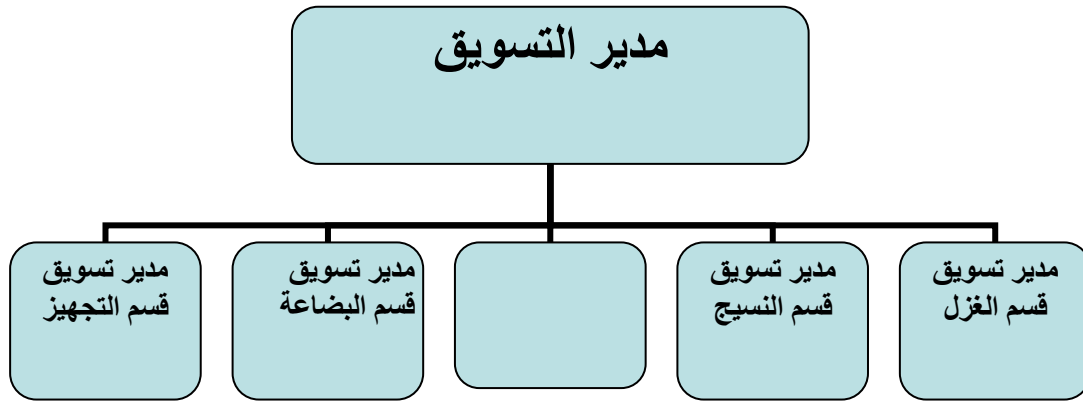 مدير التسويق
مدير تسويق
قسم الغزل
مدير تسويق
قسم النسيج
مدير تسويق
قسم البضاعة
مدير تسويق
قسم التجهيز